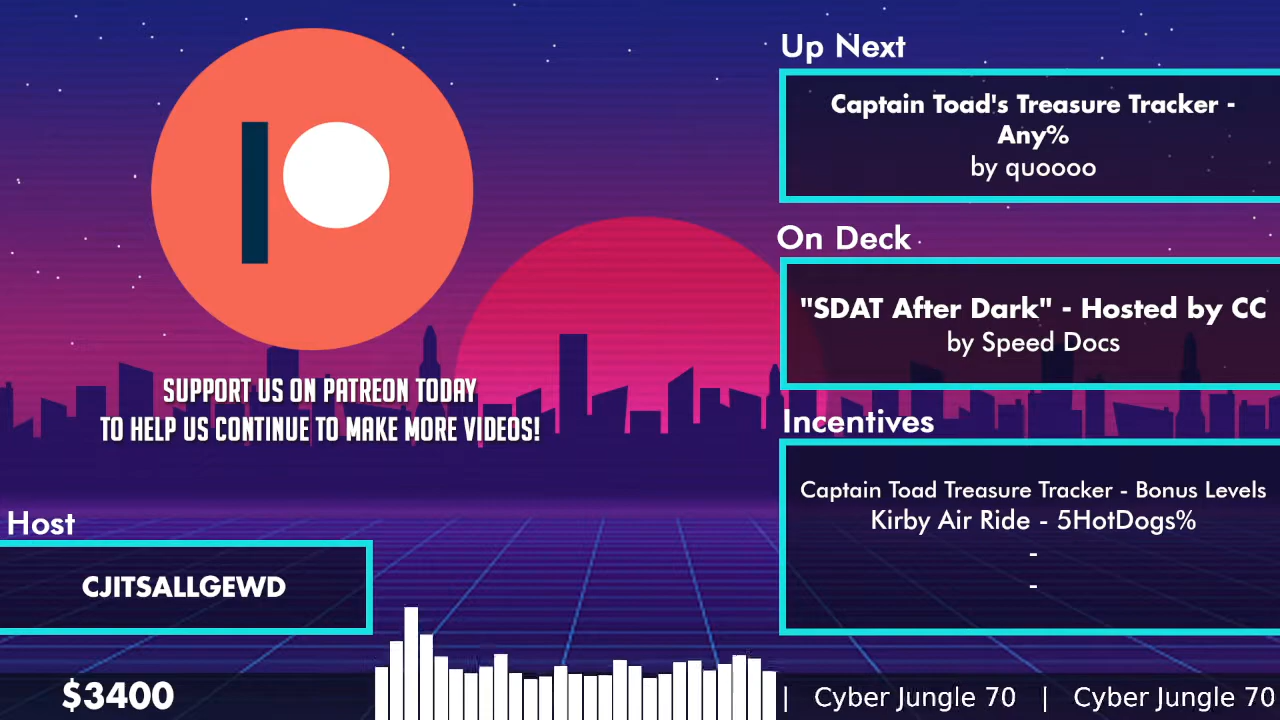 Up Next
Captain Toad's Treasure Tracker -
Any%
by quoooo
On Deck
"SDAT After Dark" - Hosted by CC
by Speed Docs
SUPPORT US ON PATREON TODAY
TO HELP US CONTINUE TO MAKE MORE VIDEOS!
Incentives
Captain Toad Treasure Tracker - Bonus Levels
Kirby Air Ride - 5HotDogs%
-
-
Host
CJITSALLGEWD
$3400
| Cyber Jungle 70 | Cyber Jungle 70